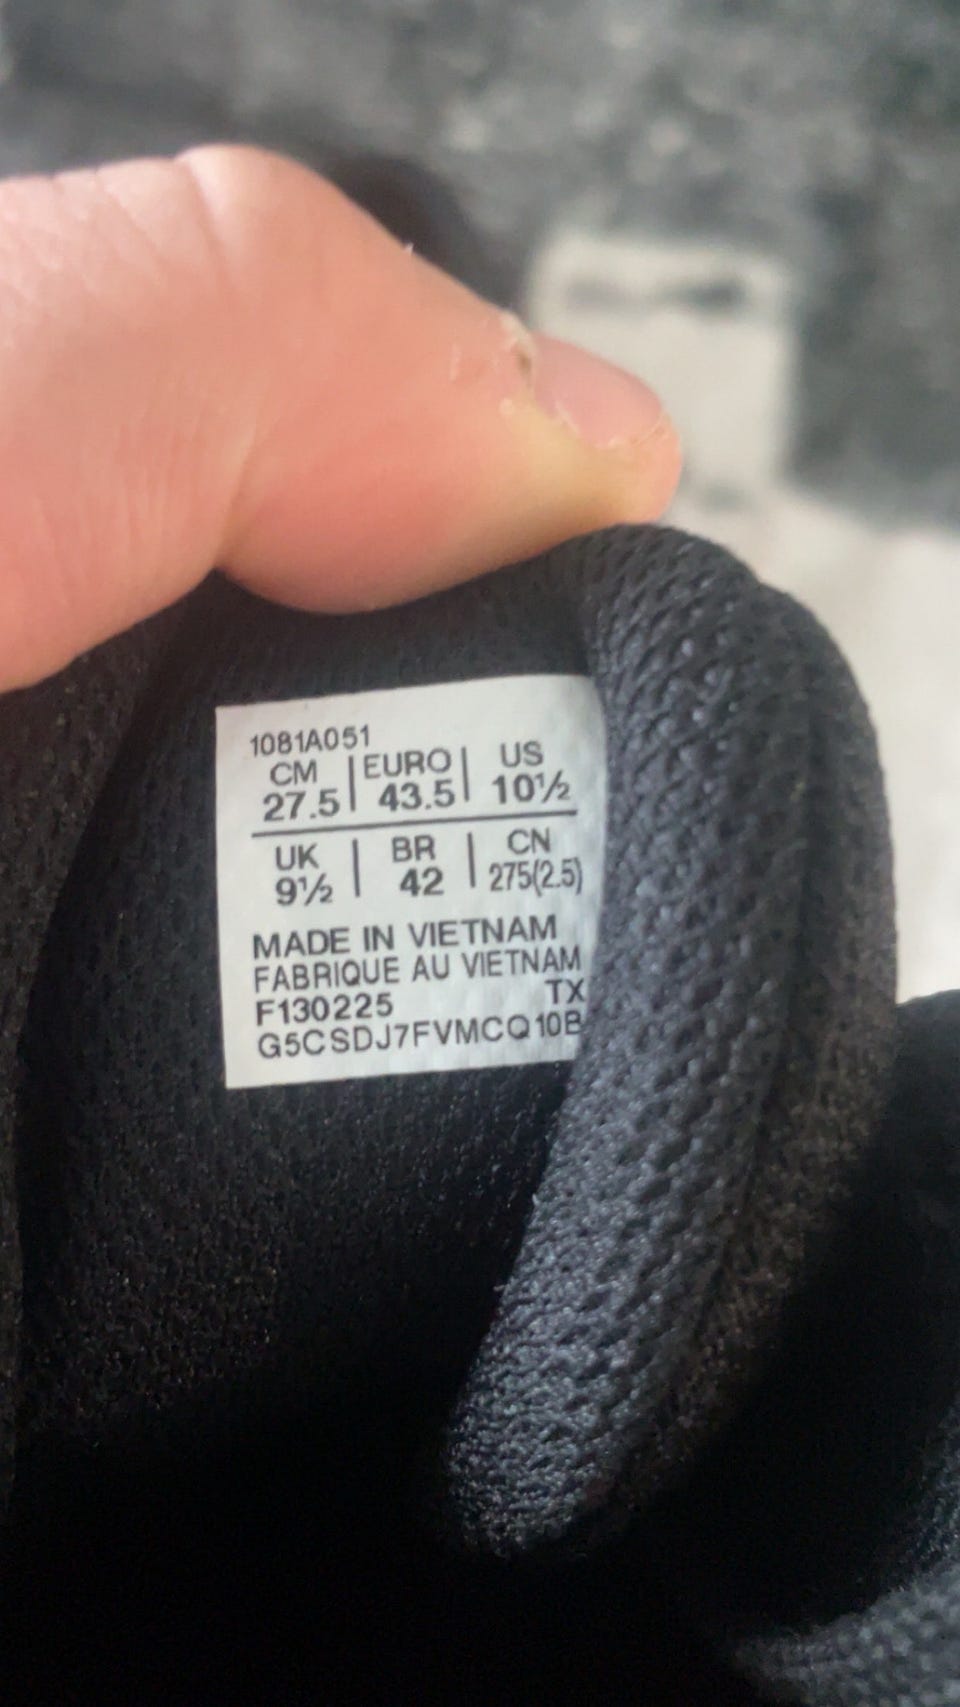 1081A051
CM | EURO | US
27.5 | 43.5 | 10½
UK | BR | CN
9½ | 42 | 275(2.5)
MADE IN VIETNAM
FABRIQUE AU VIETNAM
F130225 TX
G5CSDJ7FVMCQ10B